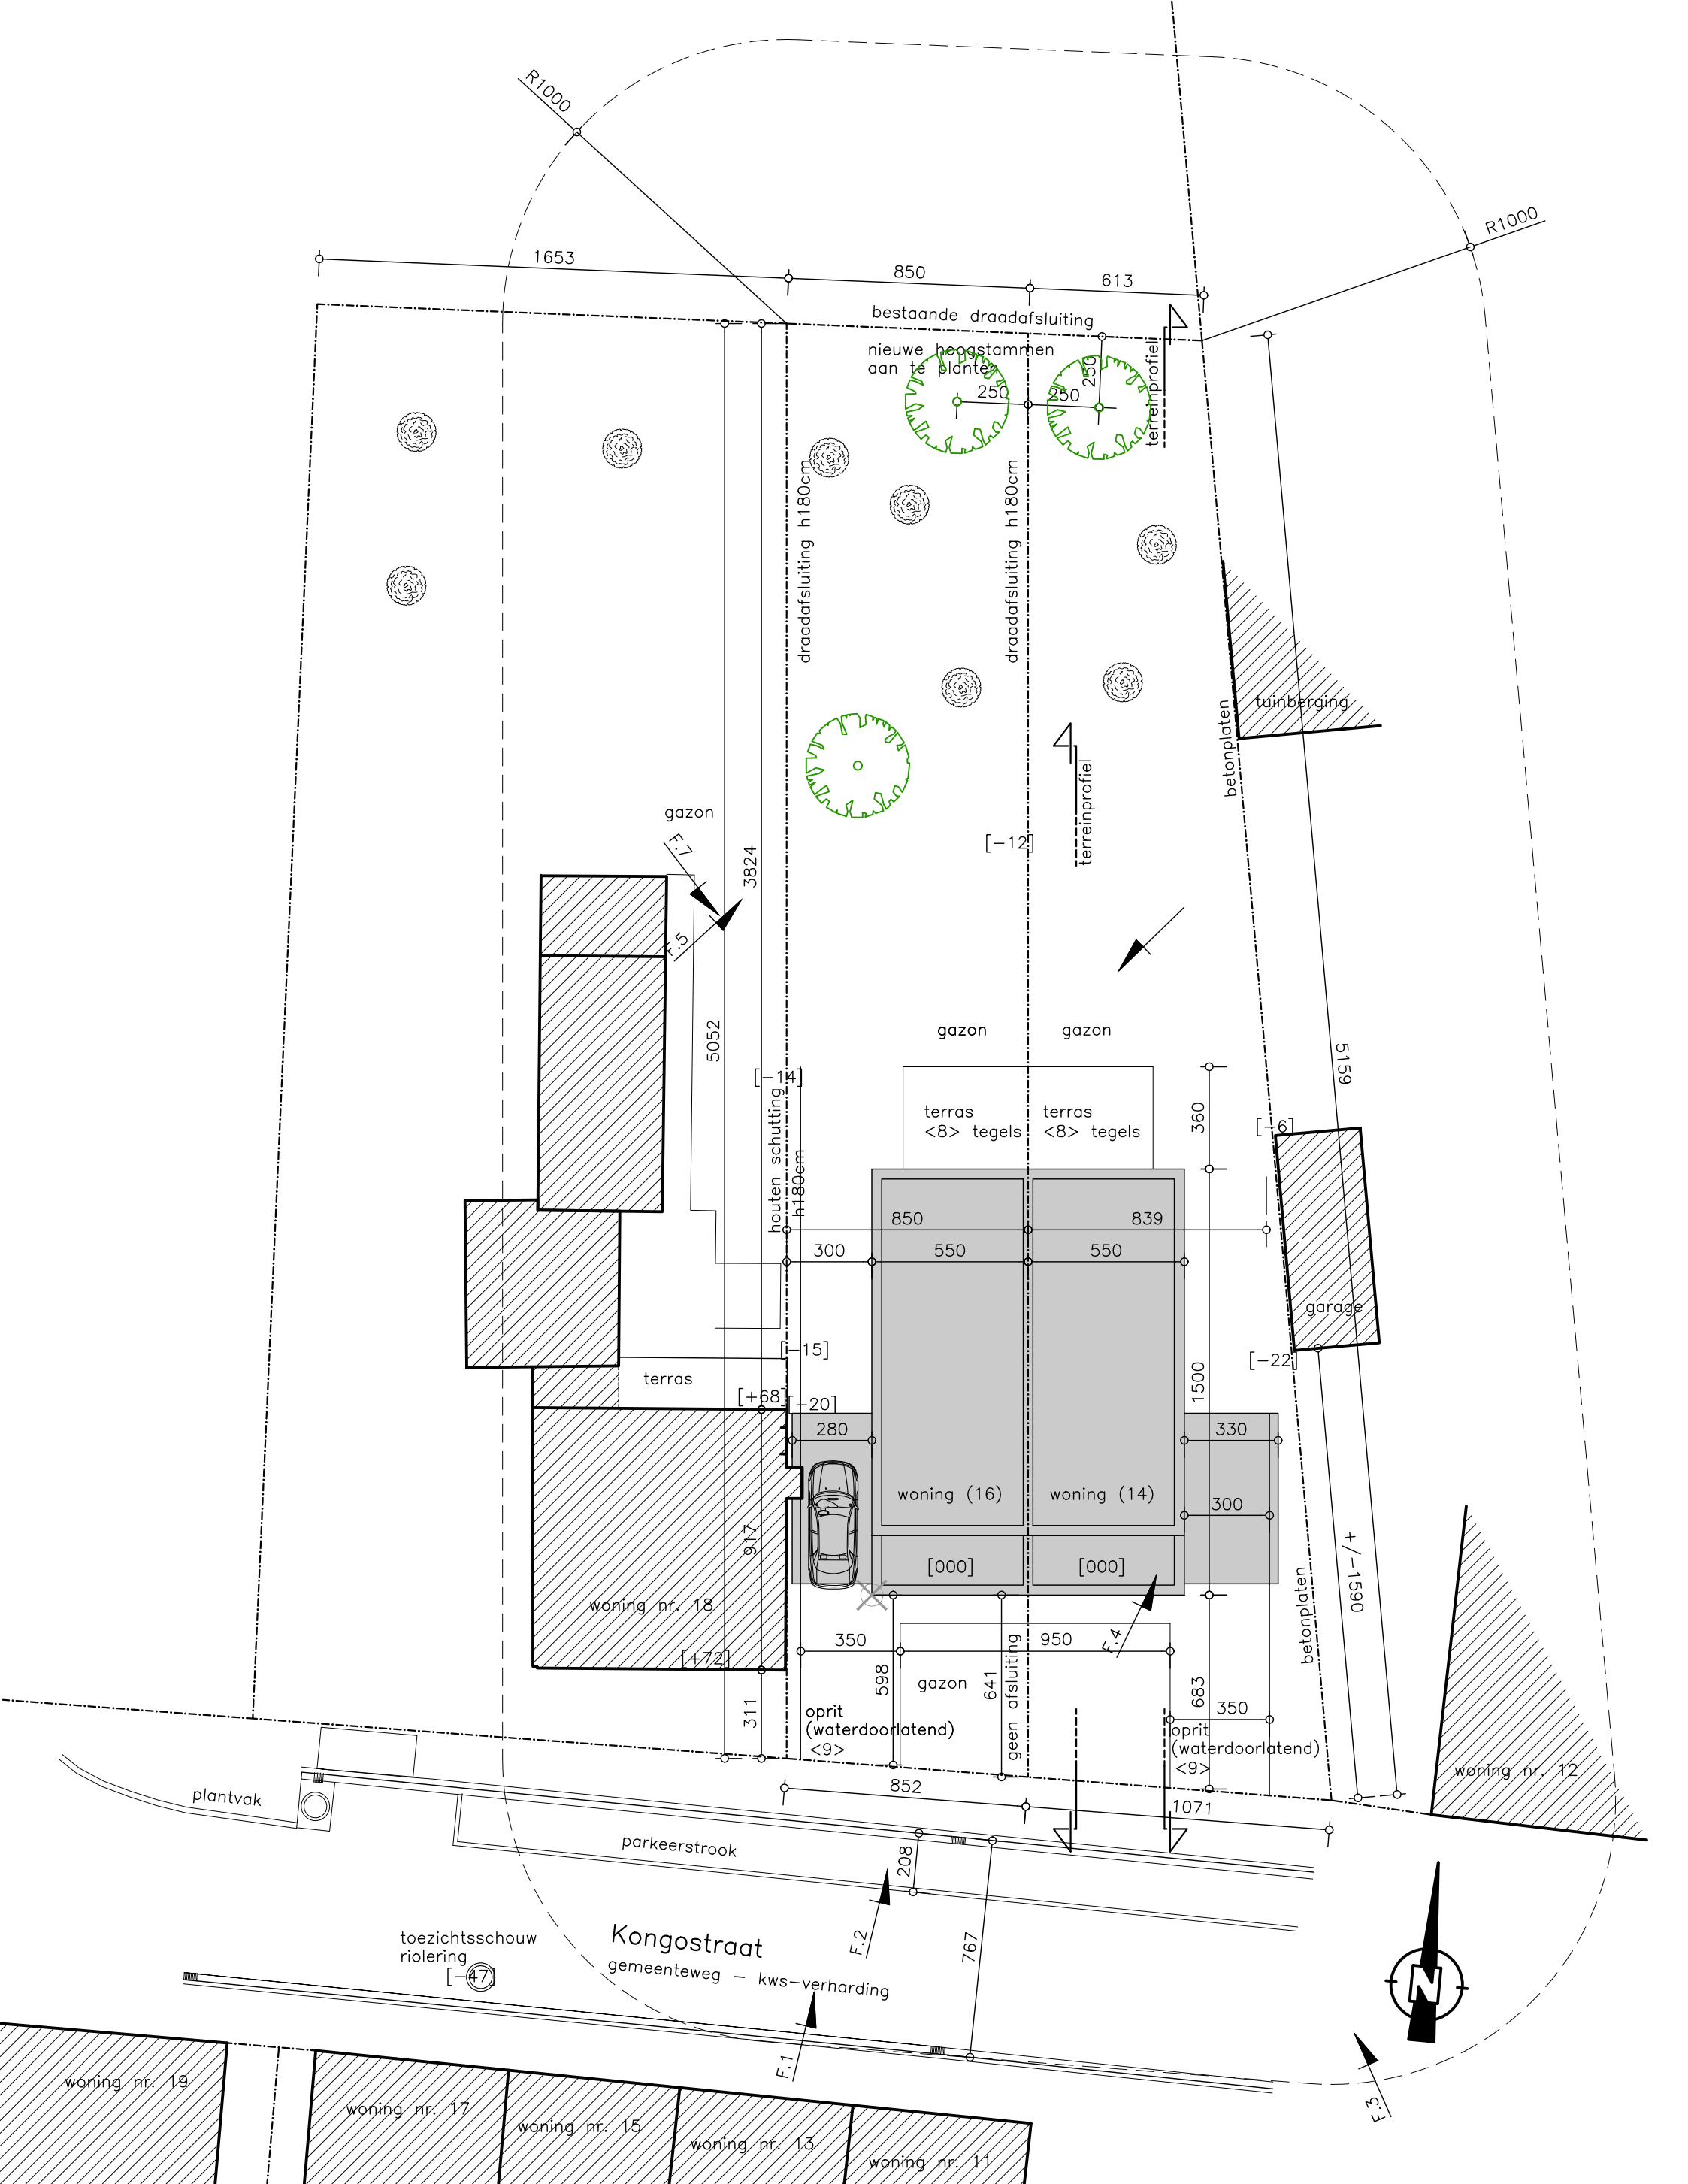 R1000
R1000
1653
850
613
bestaande draadafsluiting
nieuwe hoogstammen
aan te planten
250
250
250
terreinprofiel
draadafsluiting h180cm
draadafsluiting h180cm
tuinberging
betonplaten
gazon
F.7
3824
[-12]
terreinprofiel
F.5
5052
gazon
gazon
5159
[-14]
houten schutting
h180cm
terras
<8> tegels
terras
<8> tegels
360
[-6]
850
839
300
550
550
garage
[-15]
[-22]
terras
1500
[+68]
[-20]
280
330
woning (16)
woning (14)
300
917
+/-1590
[000]
[000]
woning nr. 18
betonplaten
[+72]
350
950
F.4
598
gazon
641
geen afsluiting
683
311
oprit
(waterdoorlatend)
<9>
350
oprit
(waterdoorlatend)
<9>
woning nr. 12
852
1071
plantvak
parkeerstrook
208
toezichtsschouw
riolering
[-47]
Kongostraat
gemeenteweg - kws-verharding
F.2
767
N
F.1
F.3
woning nr. 19
woning nr. 17
woning nr. 15
woning nr. 13
woning nr. 11